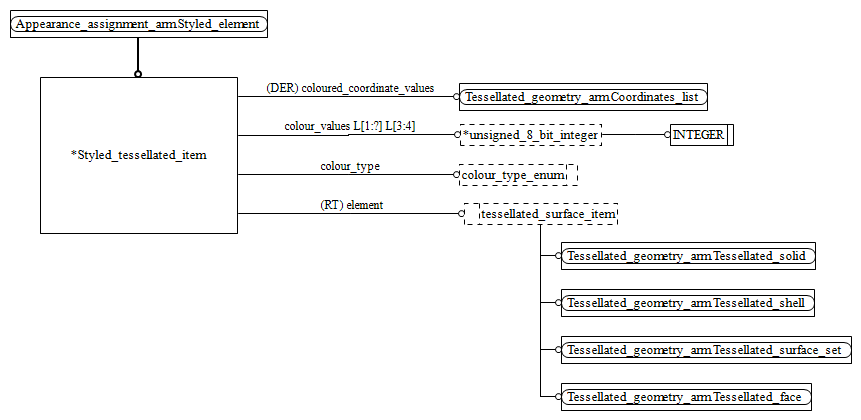 Appearance_assignment_arm.Styled_element
(DER) coloured_coordinate_values
Tessellated_geometry_arm.Coordinates_list
colour_values L[1:?] L[3:4]
*unsigned_8_bit_integer
INTEGER
*Styled_tessellated_item
colour_type
colour_type_enum
(RT) element
tessellated_surface_item
Tessellated_geometry_arm.Tessellated_solid
Tessellated_geometry_arm.Tessellated_shell
Tessellated_geometry_arm.Tessellated_surface_set
Tessellated_geometry_arm.Tessellated_face